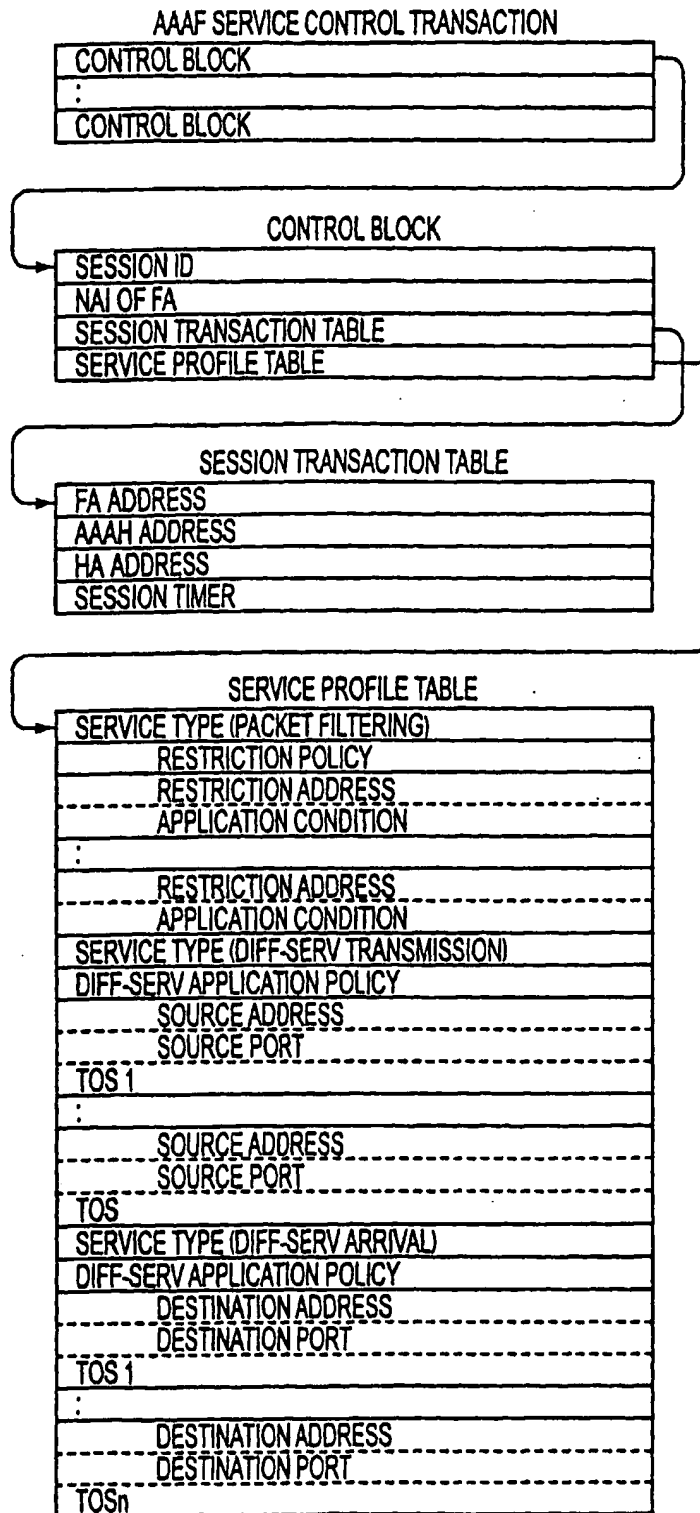 AAAF SERVICE CONTROL TRANSACTION
CONTROL BLOCK
:
CONTROL BLOCK
CONTROL BLOCK
SESSION ID
NAI OF FA
SESSION TRANSACTION TABLE
SERVICE PROFILE TABLE
SESSION TRANSACTION TABLE
FA ADDRESS
AAAH ADDRESS
HA ADDRESS
SESSION TIMER
SERVICE PROFILE TABLE
SERVICE TYPE (PACKET FILTERING)
RESTRICTION POLICY
RESTRICTION ADDRESS
APPLICATION CONDITION
:
RESTRICTION ADDRESS
APPLICATION CONDITION
SERVICE TYPE (DIFF-SERV TRANSMISSION)
DIFF-SERV APPLICATION POLICY
SOURCE ADDRESS
SOURCE PORT
TOS 1
:
SOURCE ADDRESS
SOURCE PORT
TOS
SERVICE TYPE (DIFF-SERV ARRIVAL)
DIFF-SERV APPLICATION POLICY
DESTINATION ADDRESS
DESTINATION PORT
TOS 1
:
DESTINATION ADDRESS
DESTINATION PORT
TOSn